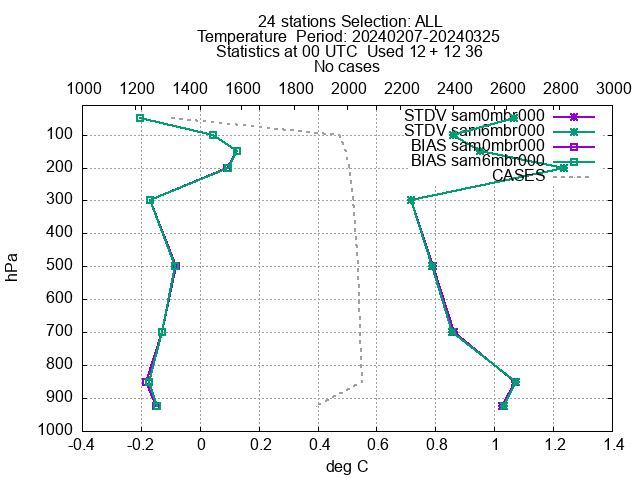 24 stations Selection: ALL
Temperature Period: 20240207-20240325
Statistics at 00 UTC Used 12 + 12 36
No cases
1000 1200 1400 1600 1800 2000 2200 2400 2600 2800 3000
STDV sam0mbr000
STDV sam6mbr000
BIAS sam0mbr000
BIAS sam6mbr000
CASES
100
200
300
400
500
600
700
800
900
1000
hPa
-0.4 -0.2 0 0.2 0.4 0.6 0.8 1 1.2 1.4
deg C